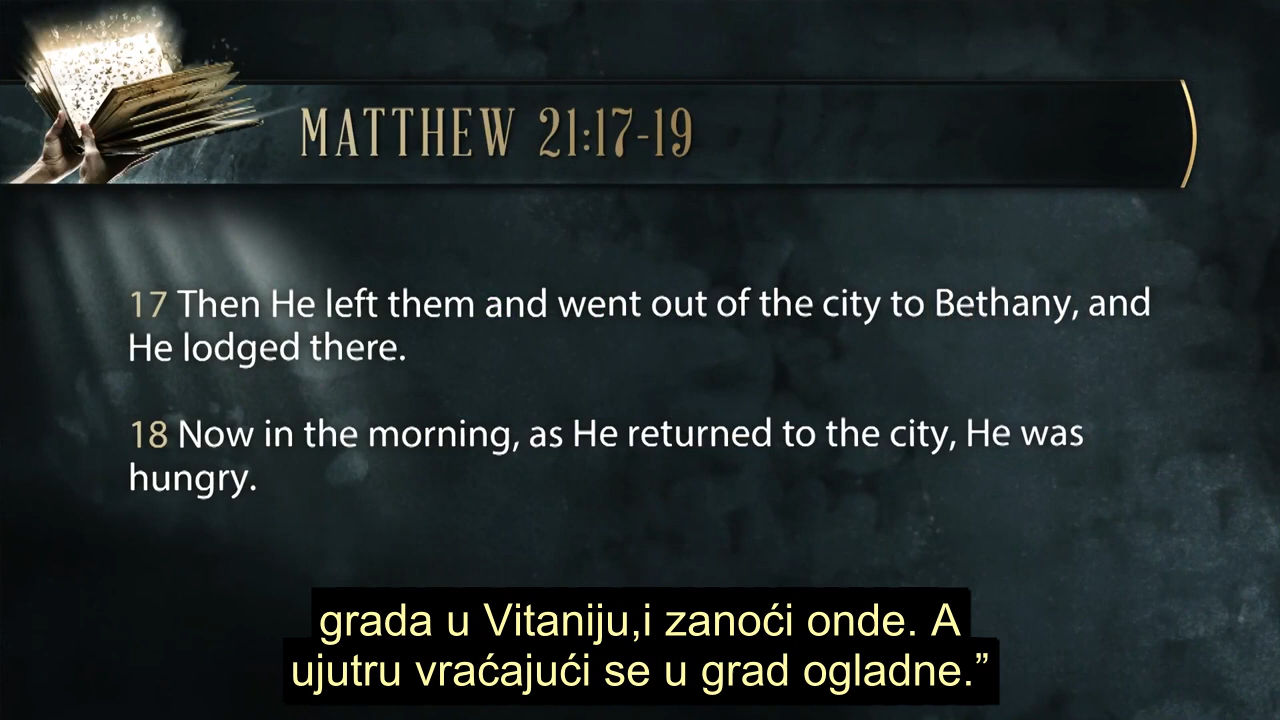 MATTHEW 21:17-19
17 Then He left them and went out of the city to Bethany, and
He lodged there.
18 Now in the morning, as He returned to the city, He was
hungry.
grada u Vitaniju,i zanoći onde. A
ujutru vraćajući se u grad ogladne.”